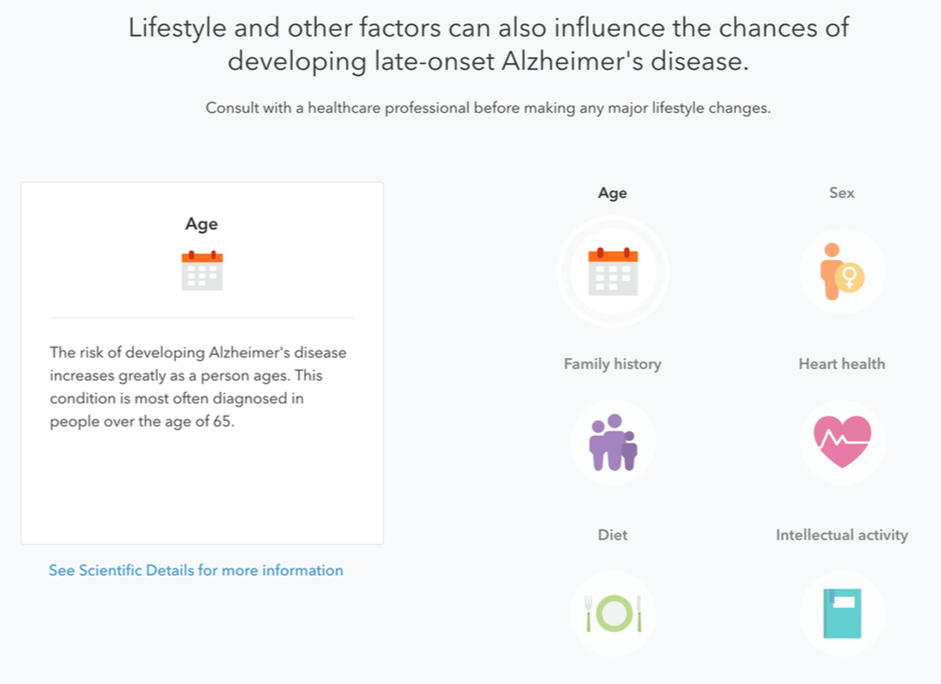 Lifestyle and other factors can also influence the chances of
developing late-onset Alzheimer's disease.
Consult with a healthcare professional before making any major lifestyle changes.
Age
The risk of developing Alzheimer's disease
increases greatly as a person ages. This
condition is most often diagnosed in
people over the age of 65.
See Scientific Details for more information
Age
Sex
Family history
Heart health
Diet
Intellectual activity